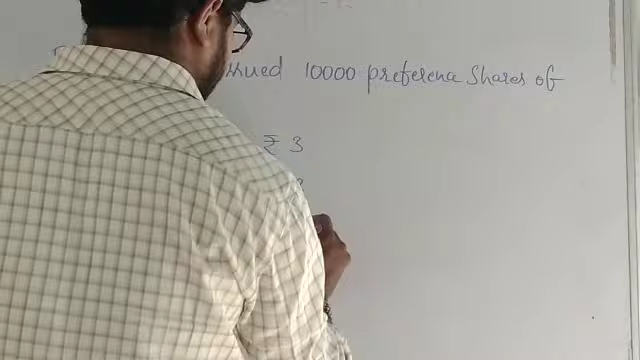 issued 10000 preference shares of
₹ 3